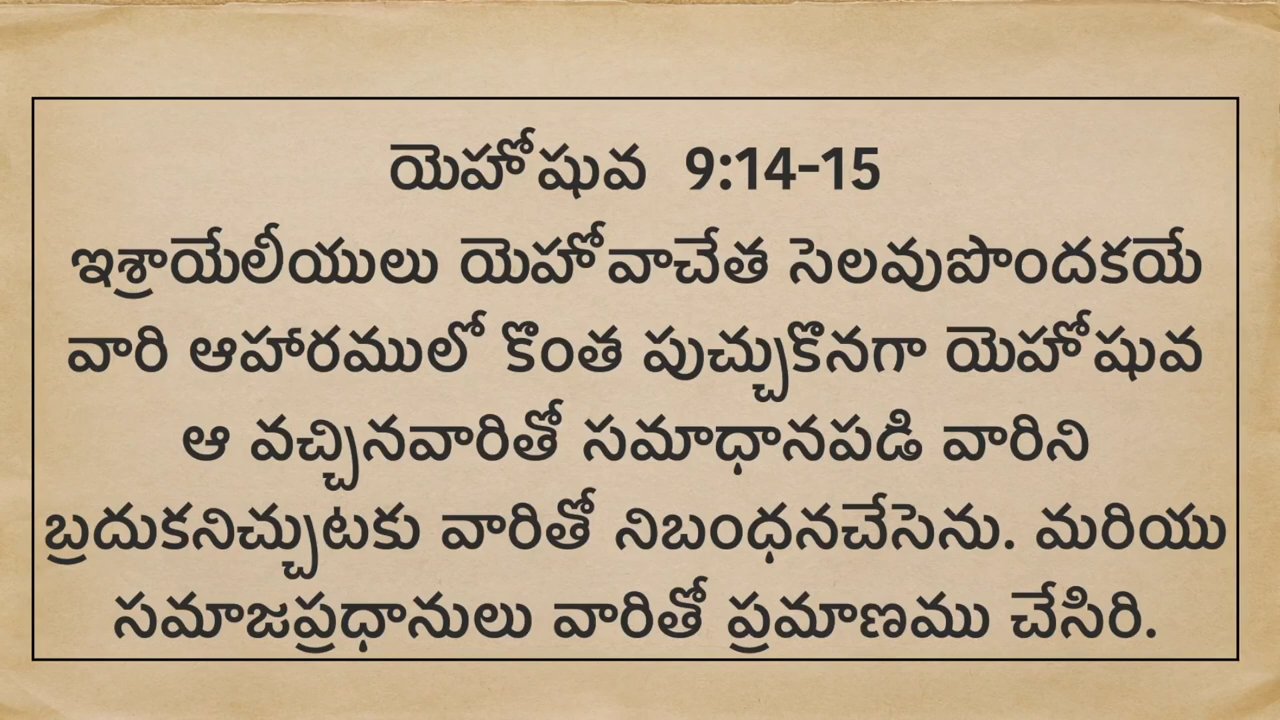 యెహోషువ 9:14-15
ఇశ్రాయేలీయులు యెహోవాచేత సెలవుపొందకయే
వారి ఆహారములో కొంత పుచ్చుకొనగా యెహోషువ
ఆ వచ్చినవారితో సమాధానపడి వారిని
బ్రదుకనిచ్చుటకు వారితో నిబంధనచేసెను. మరియు
సమాజప్రధానులు వారితో ప్రమాణము చేసిరి.